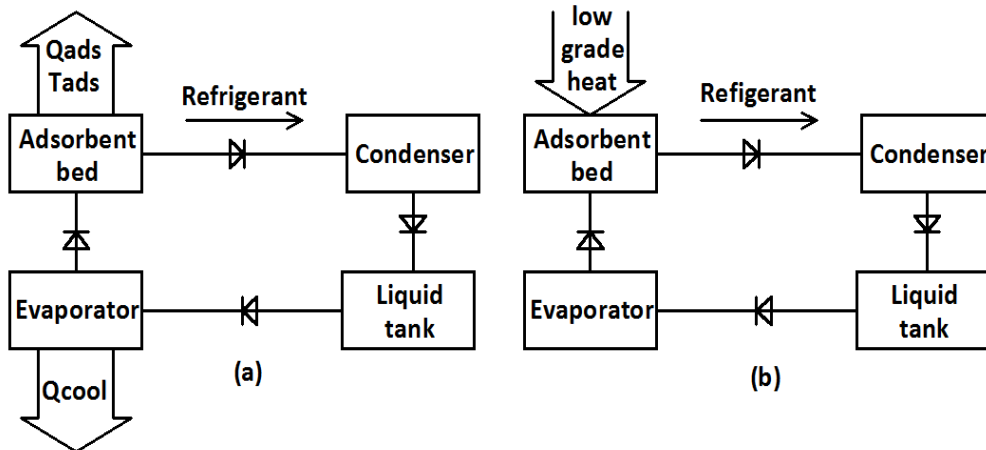 Qads
Tads
Refrigerant
Adsorbent
bed
Condenser
Evaporator
Liquid
tank
Qcool
(a)
low
grade
heat
Refigerant
Adsorbent
bed
Condenser
Evaporator
Liquid
tank
(b)